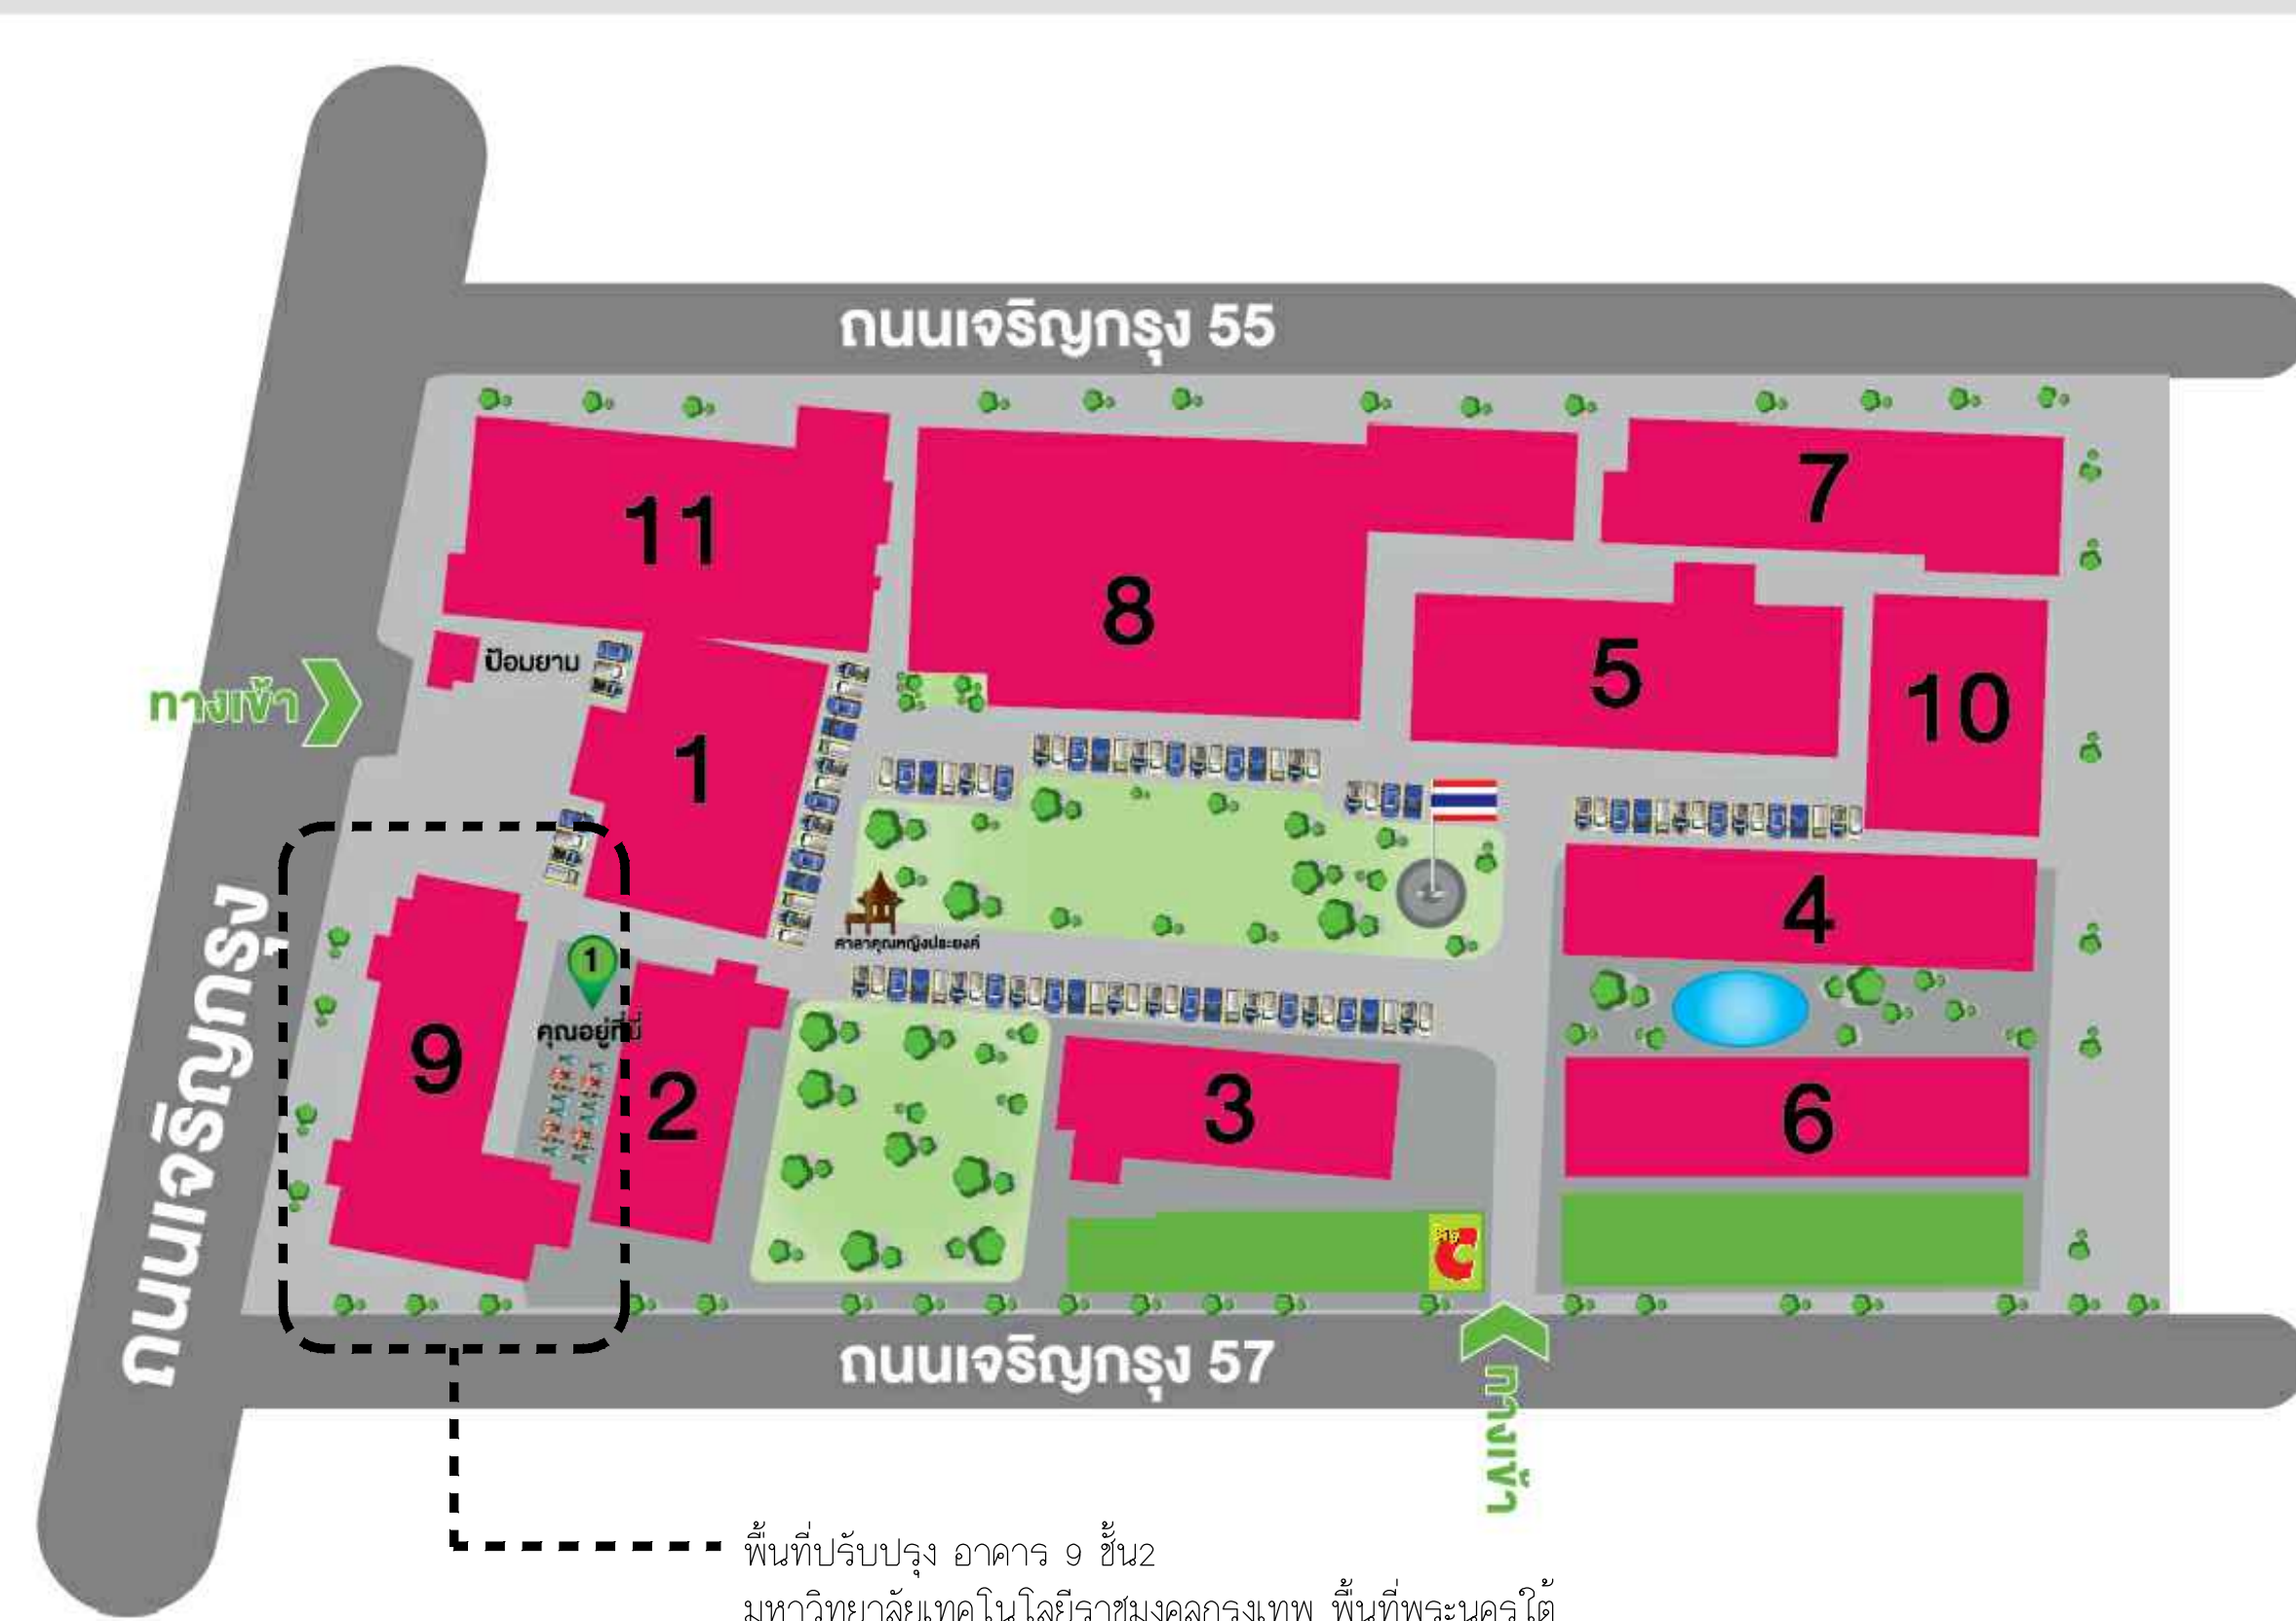 ถนนเจริญกรุง 55
11
8
7
ป้อมยาม
5
10
ทางเข้า
1
4
ศาลาคุณหญิงประยงค์
1
คุณอยู่ที่นี่
9
2
3
6
ถนนเจริญกรุง
C
ถนนเจริญกรุง 57
ทางเข้า
พื้นที่ปรับปรุง อาคาร 9 ชั้น2
มหาวิทยาลัยเทคโนโลยีราชมงคลกรุงเทพ พื้นที่พระนครใต้